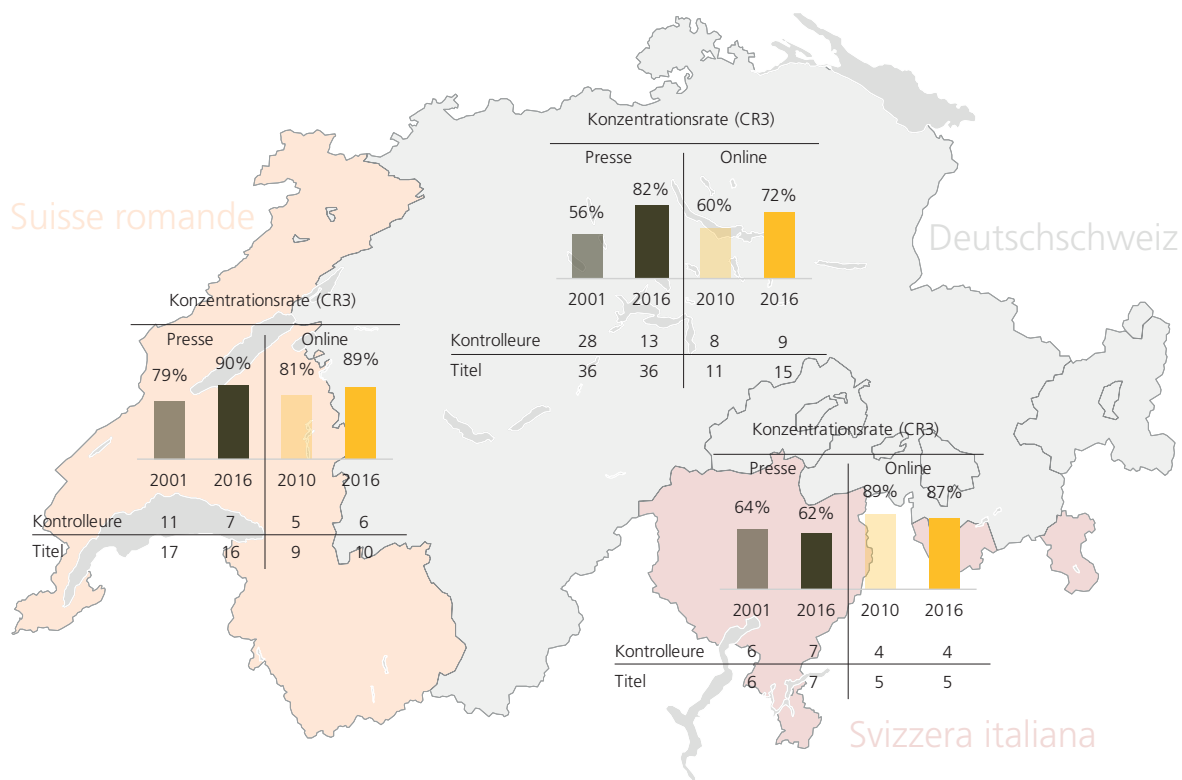 Konzentrationsrate (CR3)
Presse Online
56% 82% 60% 72%
2001 2016 2010 2016
Kontrolleure 28 13 8 9
Titel 36 36 11 15
Suisse romande
Deutschschweiz
Konzentrationsrate (CR3)
Presse Online
79% 90% 81% 89%
2001 2016 2010 2016
Kontrolleure 11 7 5 6
Titel 17 16 9 10
Konzentrationsrate (CR3)
Presse Online
64% 62% 89% 87%
2001 2016 2010 2016
Kontrolleure 6 7 4 4
Titel 6 7 5 5
Svizzera italiana